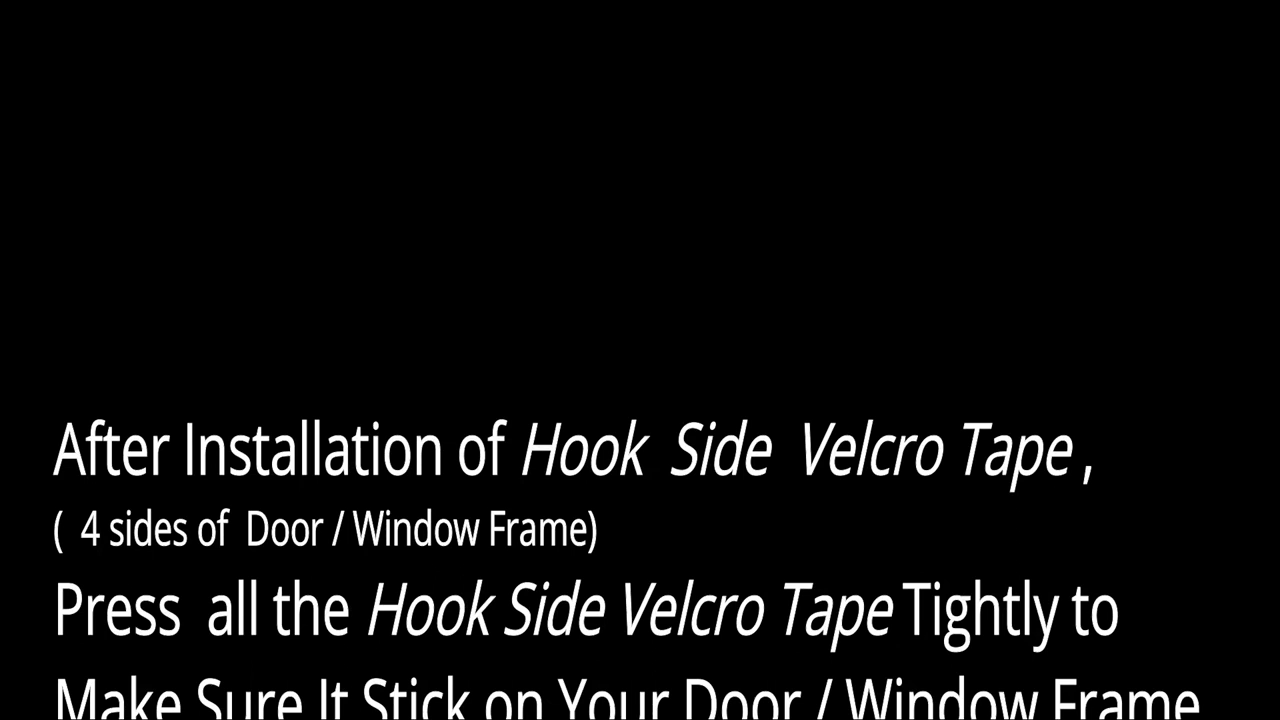 After Installation of Hook Side Velcro Tape ,
( 4 sides of Door / Window Frame)
Press all the Hook Side Velcro Tape Tightly to
Make Sure It Stick on Your Door / Window Frame